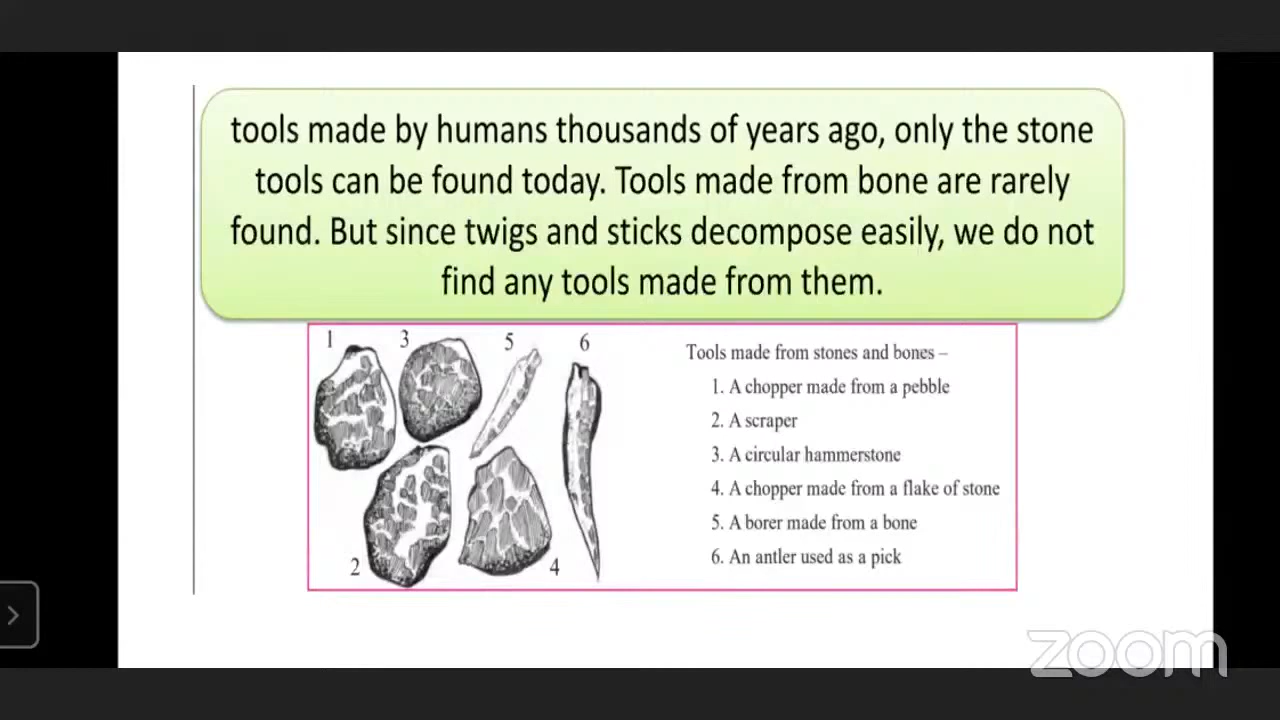 tools made by humans thousands of years ago, only the stone
tools can be found today. Tools made from bone are rarely
found. But since twigs and sticks decompose easily, we do not
find any tools made from them.
1
3
5
6
2
4
Tools made from stones and bones –
1. A chopper made from a pebble
2. A scraper
3. A circular hammerstone
4. A chopper made from a flake of stone
5. A borer made from a bone
6. An antler used as a pick
zoom